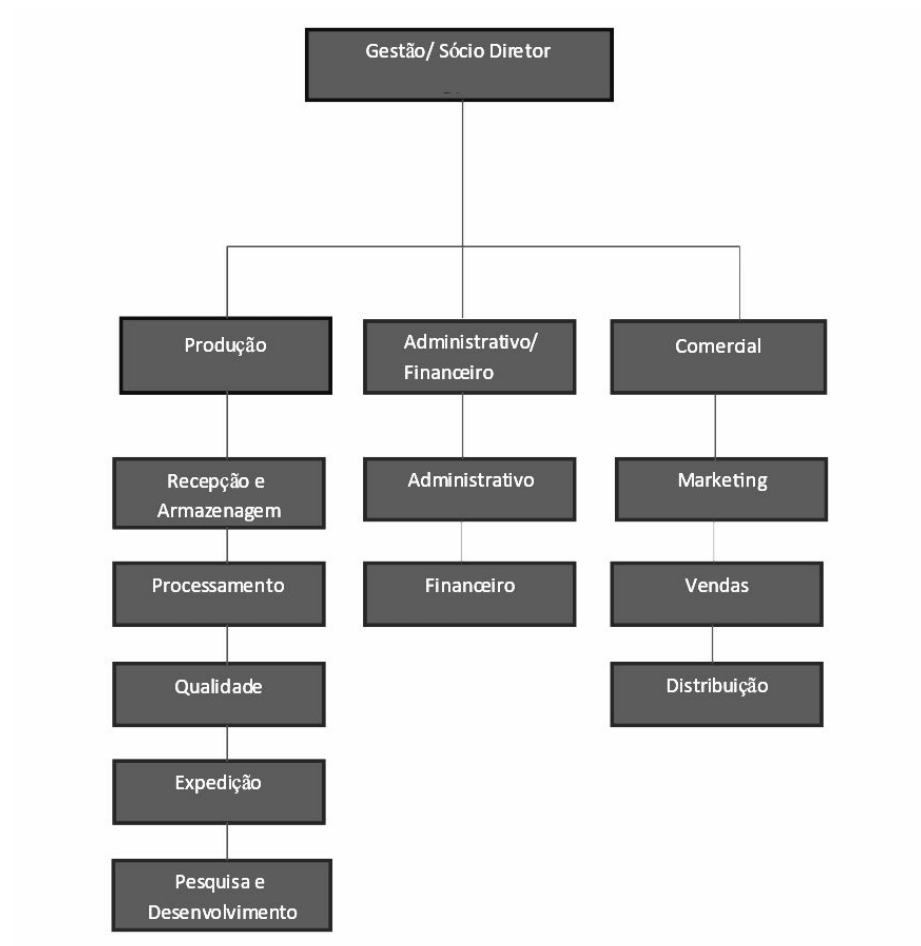 Gestão/ Sócio Diretor
Produção
Administrativo/
Financeiro
Comercial
Recepção e
Armazenagem
Administrativo
Marketing
Processamento
Financeiro
Vendas
Qualidade
Distribuição
Expedição
Pesquisa e
Desenvolvimento